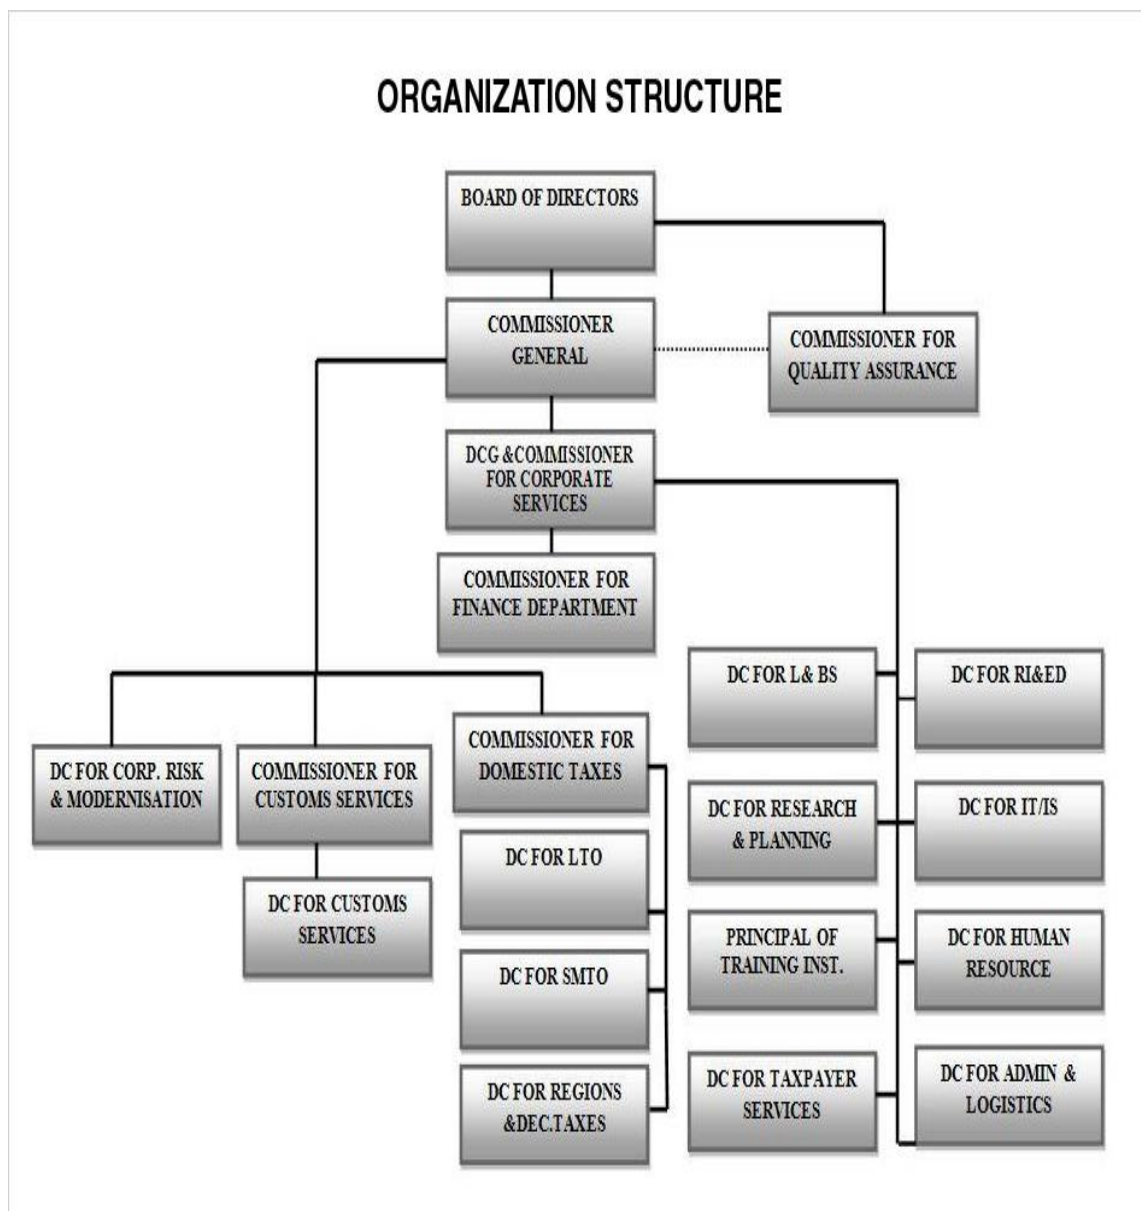 ORGANIZATION STRUCTURE
BOARD OF DIRECTORS
COMMISSIONER
GENERAL
COMMISSIONER FOR
QUALITY ASSURANCE
DCG &COMMISSIONER
FOR CORPORATE
SERVICES
COMMISSIONER FOR
FINANCE DEPARTMENT
DC FOR CORP. RISK
& MODERNISATION
COMMISSIONER FOR
CUSTOMS SERVICES
DC FOR CUSTOMS
SERVICES
COMMISSIONER FOR
DOMESTIC TAXES
DC FOR LTO
DC FOR SMTO
DC FOR REGIONS
&DEC.TAXES
DC FOR L& BS
DC FOR RI&ED
DC FOR RESEARCH
& PLANNING
DC FOR IT/IS
PRINCIPAL OF
TRAINING INST.
DC FOR HUMAN
RESOURCE
DC FOR TAXPAYER
SERVICES
DC FOR ADMIN &
LOGISTICS